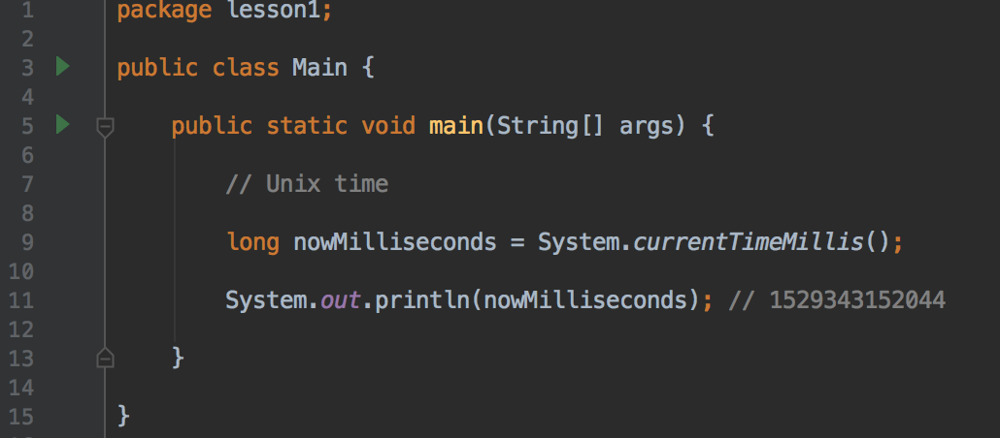 1 package lesson1;
2
3 public class Main {
4
5 public static void main(String[] args) {
6
7 // Unix time
8
9 long nowMilliseconds = System.currentTimeMillis();
10
11 System.out.println(nowMilliseconds); // 1529343152044
12
13 }
14
15 }